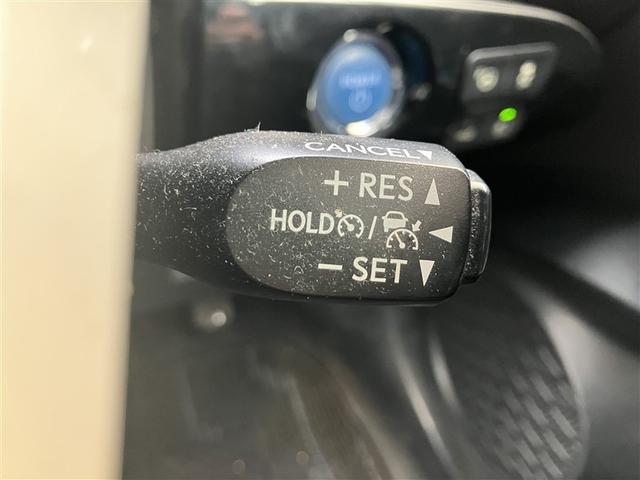 CANCEL
+ RES
HOLD /
− SET